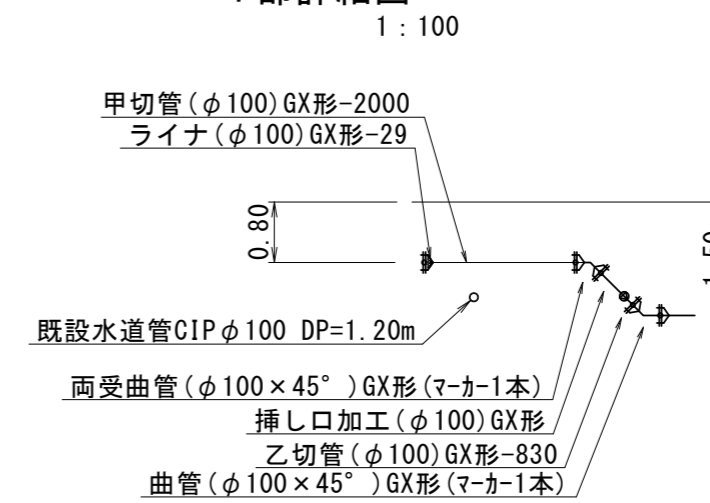 1 : 100
甲切管(φ100)GX形-2000
ライナ(φ100)GX形-29
0.80
既設水道管CIPφ100 DP=1.20m
両受曲管(φ100×45°)GX形(マーカー1本)
挿し口加工(φ100)GX形
乙切管(φ100)GX形-830
曲管(φ100×45°)GX形(マーカー1本)